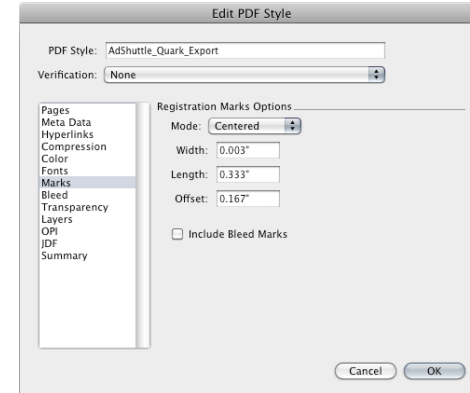 Edit PDF Style
PDF Style: AdShuttle_Quark_Export
Verification: None
Pages
Meta Data
Hyperlinks
Compression
Color
Fonts
Marks
Bleed
Transparency
Layers
OPI
JDF
Summary
Registration Marks Options
Mode: Centered
Width: 0.003"
Length: 0.333"
Offset: 0.167"
Include Bleed Marks
Cancel OK